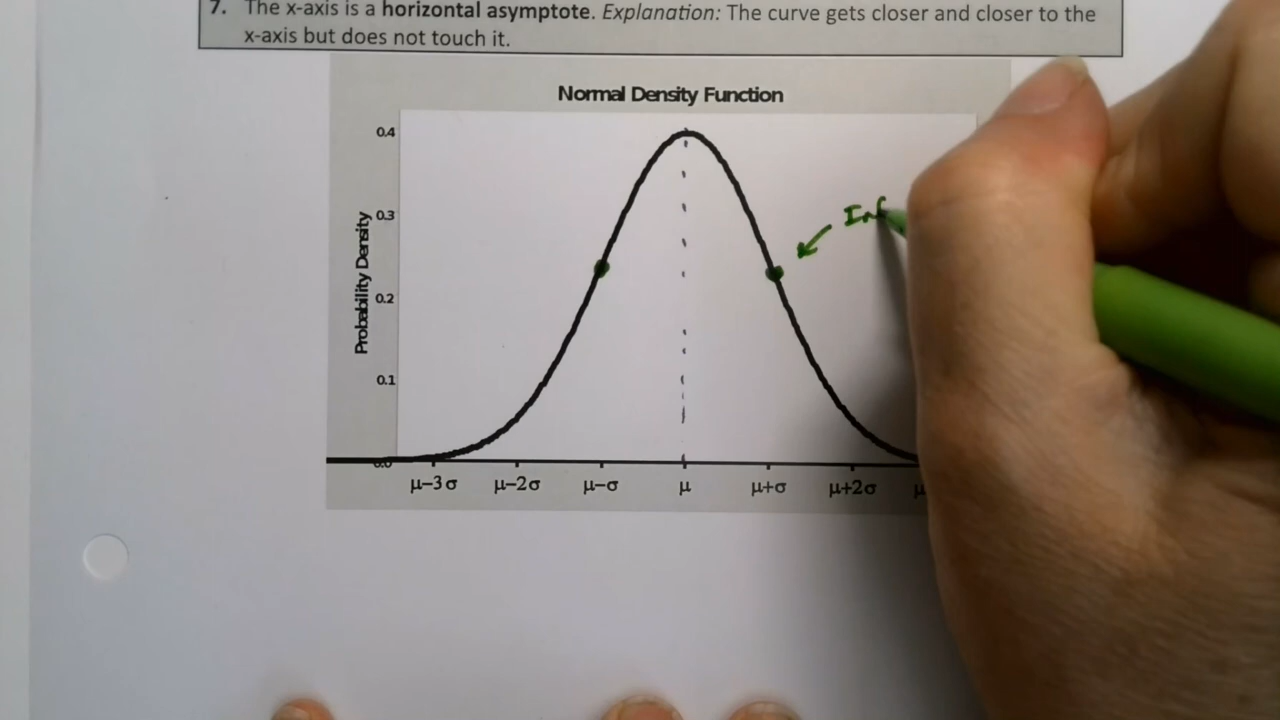 7. The x-axis is a horizontal asymptote. Explanation: The curve gets closer and closer to the
x-axis but does not touch it.
Normal Density Function
Probability Density
0.4
0.3
0.2
0.1
0.0
Inf
μ−3σ μ−2σ μ−σ μ μ+σ μ+2σ μ